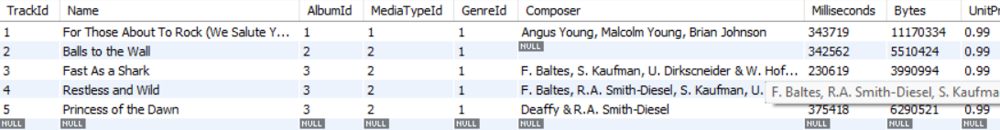 TrackId Name AlbumId MediaTypeId GenreId Composer Milliseconds Bytes UnitPr
1 For Those About To Rock (We Salute Y... 1 1 1 Angus Young, Malcolm Young, Brian Johnson 343719 11170334 0.99
2 Balls to the Wall 2 2 1 NULL 342562 5510424 0.99
3 Fast As a Shark 3 2 1 F. Baltes, S. Kaufman, U. Dirkscneider & W. Hof... 230619 3990994 0.99
4 Restless and Wild 3 2 1 F. Baltes, R.A. Smith-Diesel, S. Kaufman, U. F. Baltes, R.A. Smith-Diesel, S. Kaufma
5 Princess of the Dawn 3 2 1 Deaffy & R.A. Smith-Diesel 375418 6290521 0.99
NULL NULL NULL NULL NULL NULL NULL NULL NULL